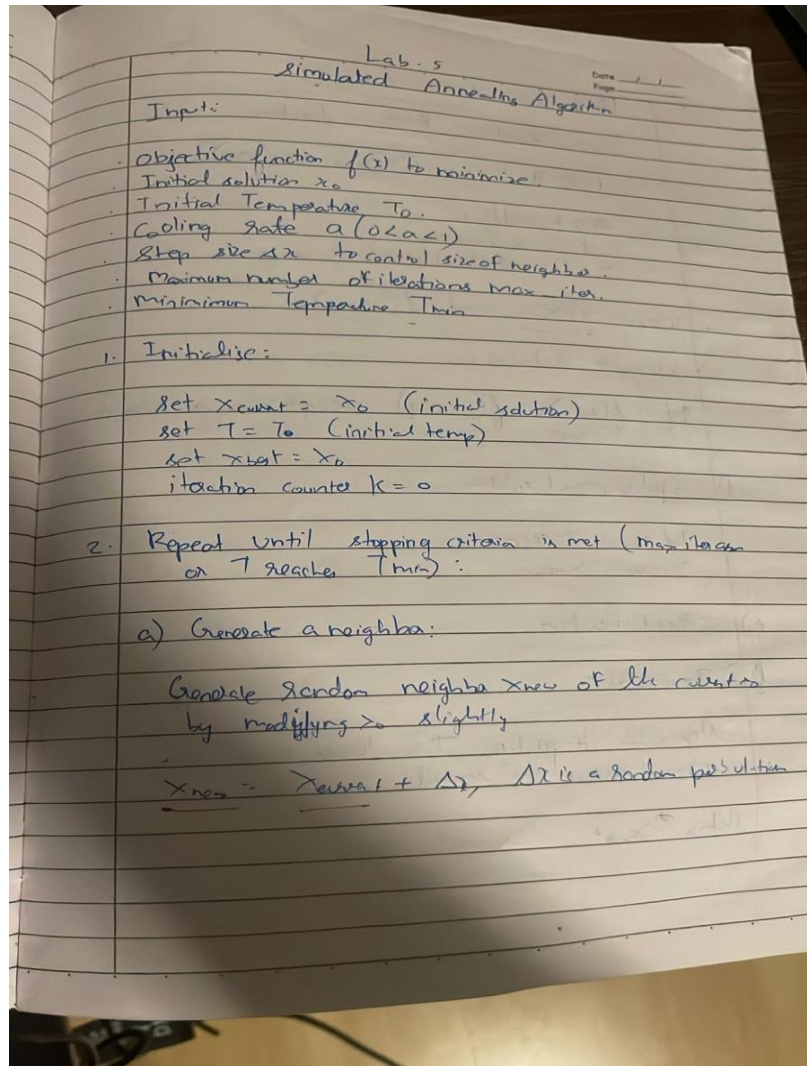 Lab. 5
Date / /
Page
Simulated Annealing Algorithm
Input:
. Objective function f(x) to minimize.
. Initial solution x0
. Initial Temperature T0.
. Cooling rate a (0<a<1)
. Step size Δx to control size of neighbor.
. Maximum number of iterations max iter.
. Mininimum Temperature Tmin
1. Initialise:
set xcurrent = x0 (initial solution)
set T = T0 (initial temp)
set xbest = x0
iteration counter K = 0
2. Repeat until stopping criteria is met (max iteration
or T reaches Tmin) :
a) Generate a neighbor:
Generate random neighbor xnew of the current
by modifying x0 slightly
xnew = xcurrent + Δx, Δx is a random